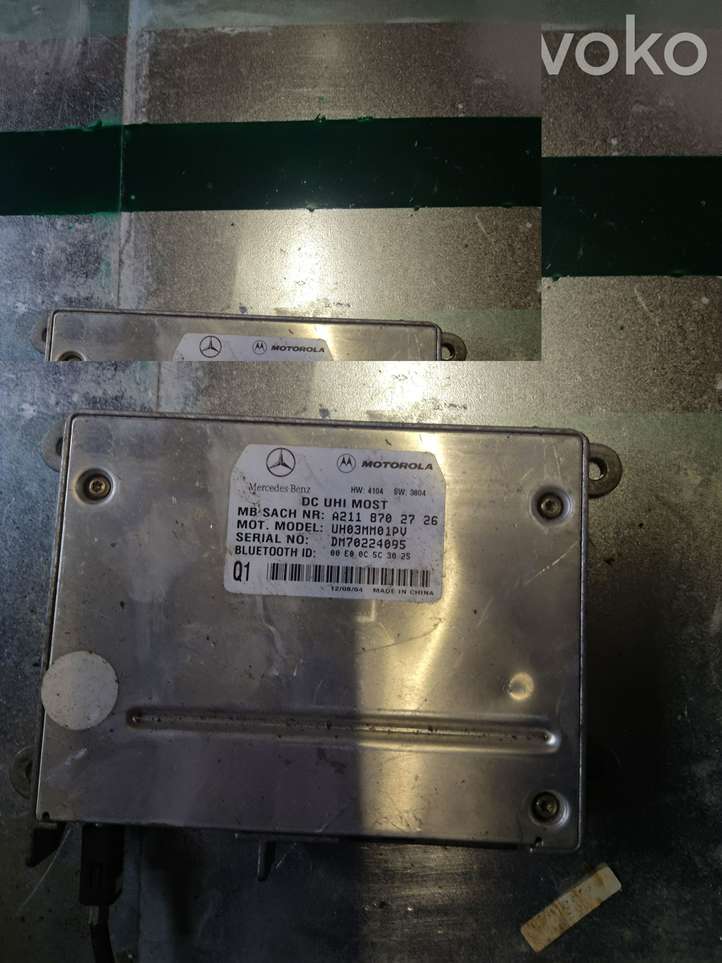 voko
MOTOROLA
MOTOROLA
Mercedes Benz HW: 4104 SW: 3804
DC UHI MOST
MB SACH NR: A211 870 27 26
MOT. MODEL: UH03MM01PV
SERIAL NO: DM70224095
BLUETOOTH ID: 00 E0 0C 5C 38 25
Q1
12/08/04 MADE IN CHINA